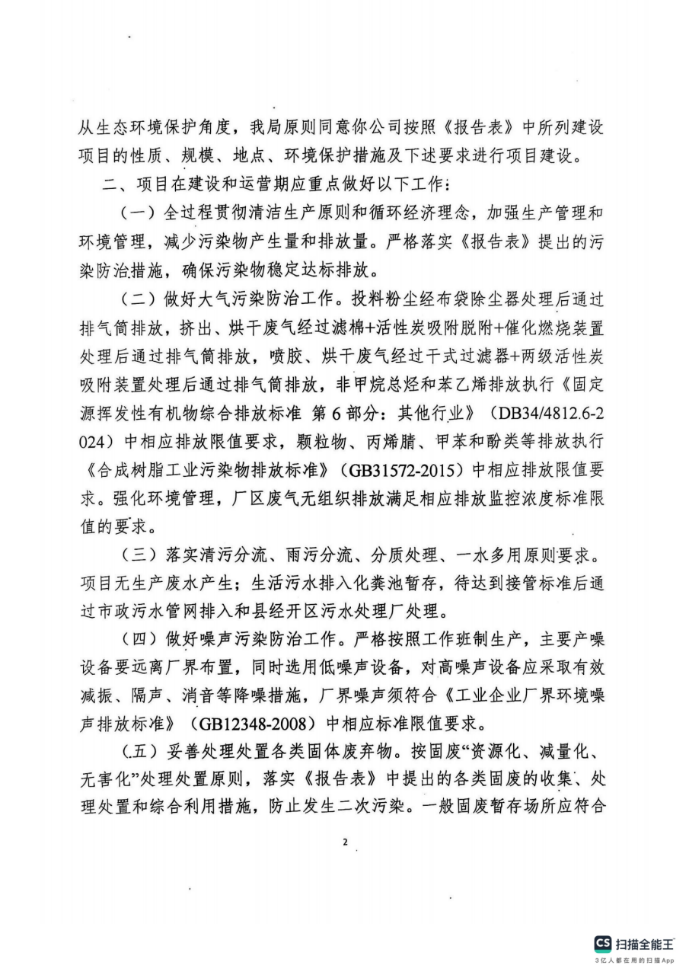 从生态环境保护角度，我局原则同意你公司按照《报告表》中所列建设
项目的性质、规模、地点、环境保护措施及下述要求进行项目建设。
二、项目在建设和运营期应重点做好以下工作：
（一）全过程贯彻清洁生产原则和循环经济理念，加强生产管理和
环境管理，减少污染物产生量和排放量。严格落实《报告表》提出的污
染防治措施，确保污染物稳定达标排放。
（二）做好大气污染防治工作。投料粉尘经布袋除尘器处理后通过
排气筒排放，挤出、烘干废气经过滤棉+活性炭吸附脱附+催化燃烧装置
处理后通过排气筒排放，喷胶、烘干废气经过干式过滤器+两级活性炭
吸附装置处理后通过排气筒排放，非甲烷总烃和苯乙烯排放执行《固定
源挥发性有机物综合排放标准 第6部分：其他行业》（DB34/4812.6-2
024）中相应排放限值要求，颗粒物、丙烯腈、甲苯和酚类等排放执行
《合成树脂工业污染物排放标准》（GB31572-2015）中相应排放限值要
求。强化环境管理，厂区废气无组织排放满足相应排放监控浓度标准限
值的要求。
（三）落实清污分流、雨污分流、分质处理、一水多用原则要求。
项目无生产废水产生；生活污水排入化粪池暂存，待达到接管标准后通
过市政污水管网排入和县经开区污水处理厂处理。
（四）做好噪声污染防治工作。严格按照工作班制生产，主要产噪
设备要远离厂界布置，同时选用低噪声设备，对高噪声设备应采取有效
减振、隔声、消音等降噪措施，厂界噪声须符合《工业企业厂界环境噪
声排放标准》（GB12348-2008）中相应标准限值要求。
（五）妥善处理处置各类固体废弃物。按固废“资源化、减量化、
无害化”处理处置原则，落实《报告表》中提出的各类固废的收集、处
理处置和综合利用措施，防止发生二次污染。一般固废暂存场所应符合
2
CS 扫描全能王
3亿人都在用的扫描App